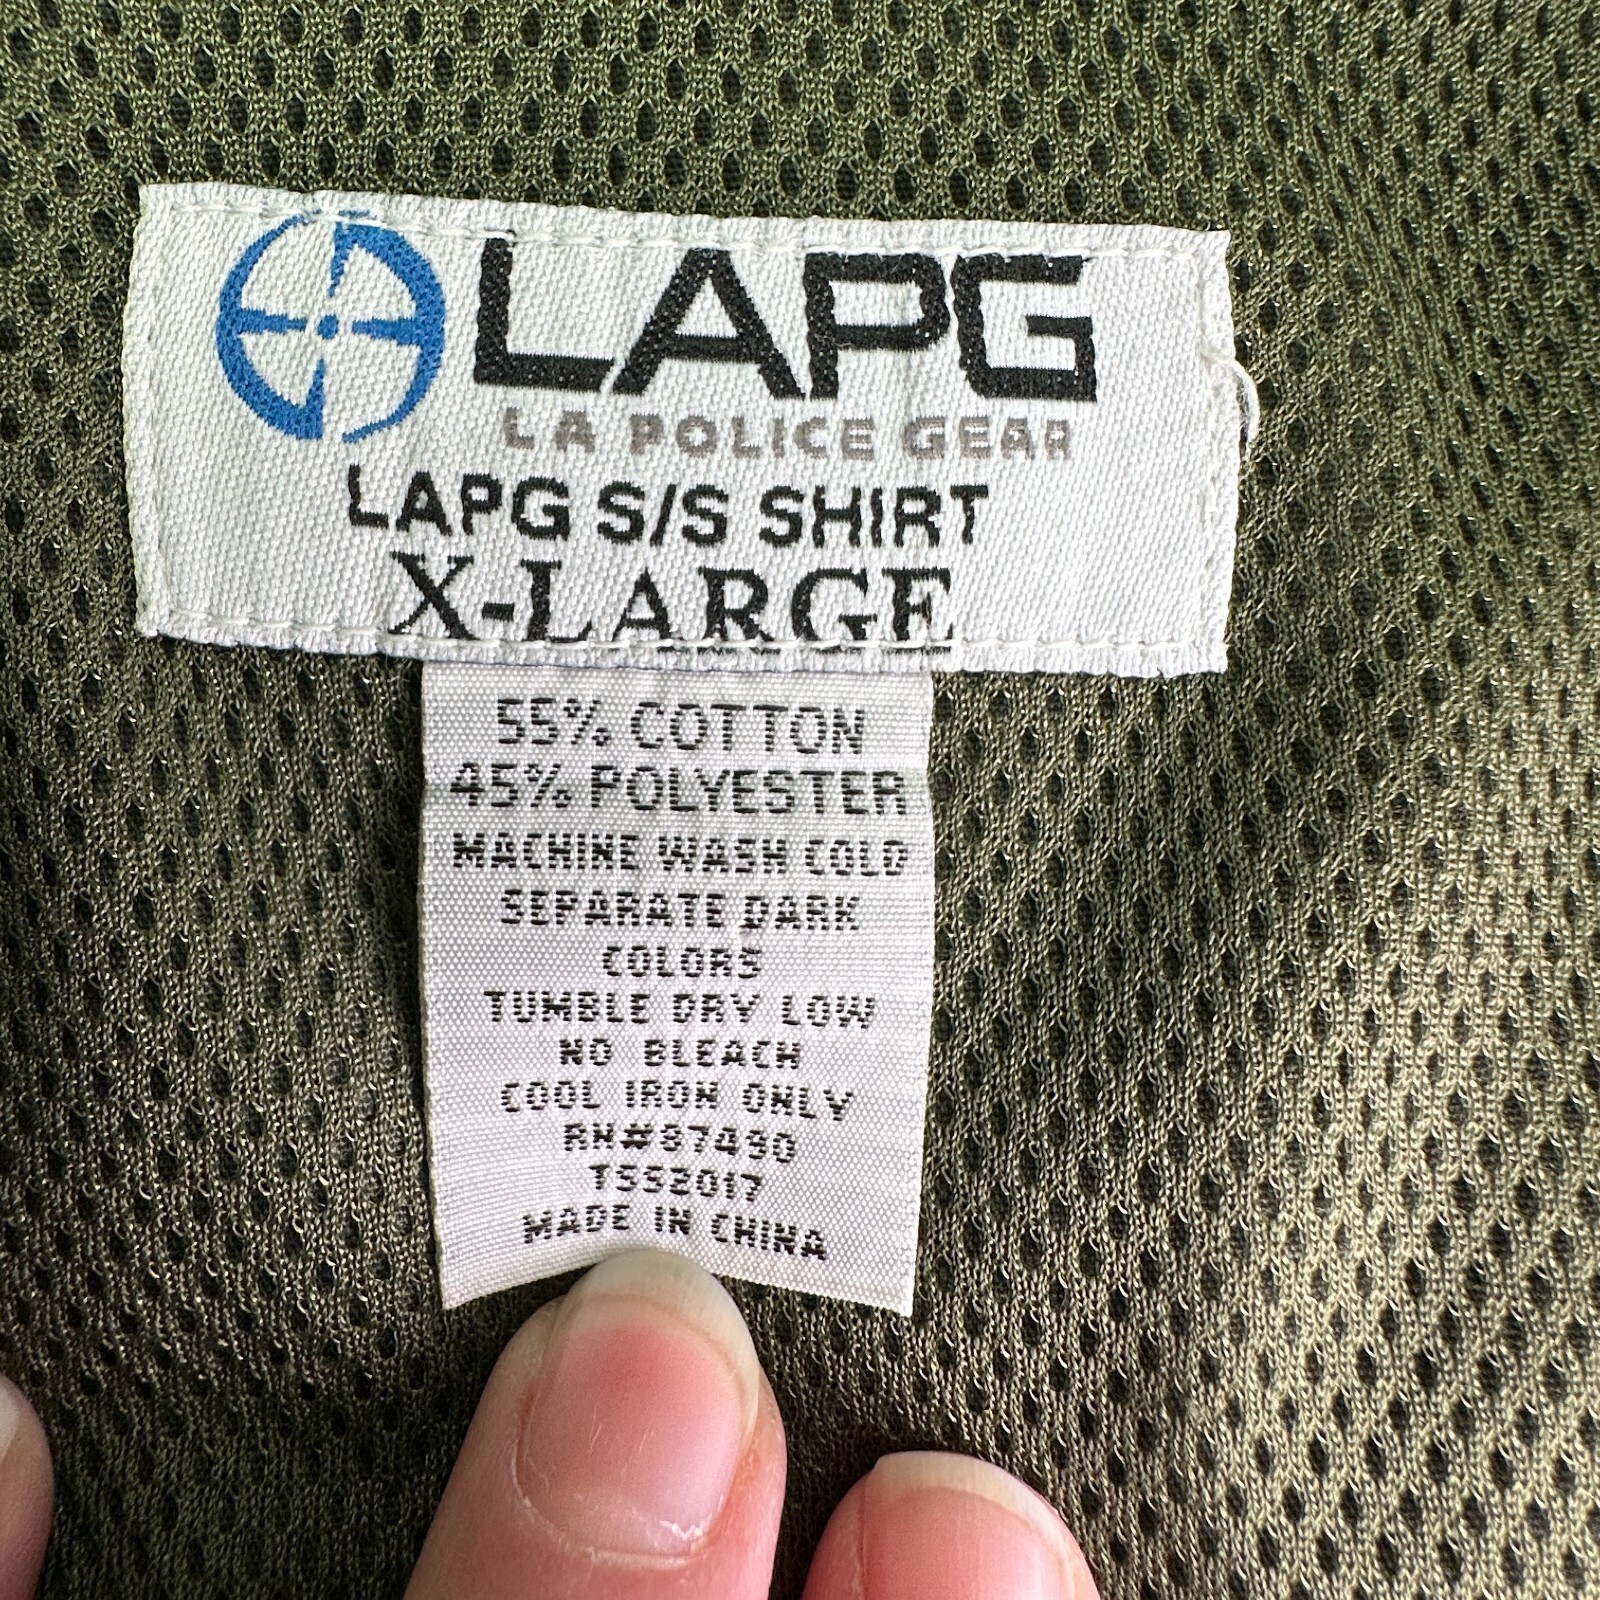 LAPG
LA POLICE GEAR
LAPG S/S SHIRT
X-LARGE
55% COTTON
45% POLYESTER
MACHINE WASH COLD
SEPARATE DARK
COLORS
TUMBLE DRY LOW
NO BLEACH
COOL IRON ONLY
RN#87490
TSS2017
MADE IN CHINA